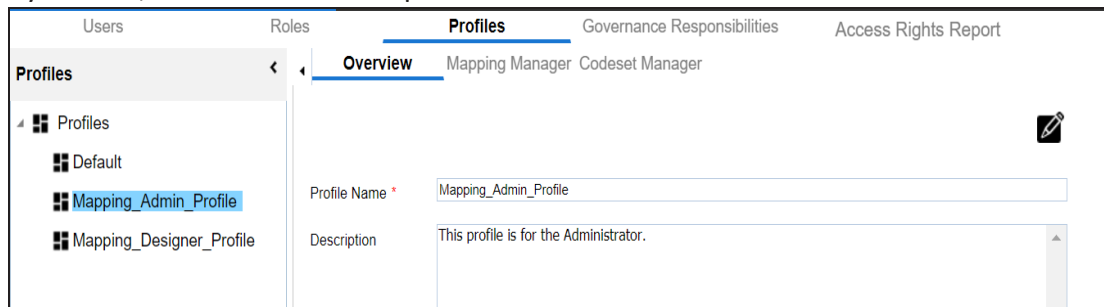 Users Roles Profiles Governance Responsibilities Access Rights Report
Profiles Overview Mapping Manager Codeset Manager
Profiles
Default
Mapping_Admin_Profile
Mapping_Designer_Profile
Profile Name * Mapping_Admin_Profile
Description This profile is for the Administrator.